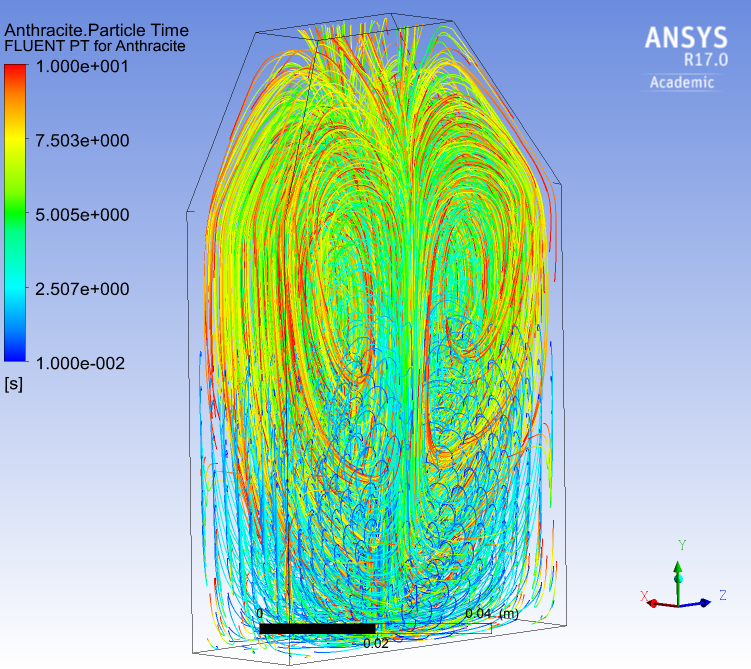 Anthracite.Particle Time
FLUENT PT for Anthracite
1.000e+001
7.503e+000
5.005e+000
2.507e+000
1.000e-002
[s]
ANSYS
R17.0
Academic
0
0.04 (m)
0.02
Y
X
Z